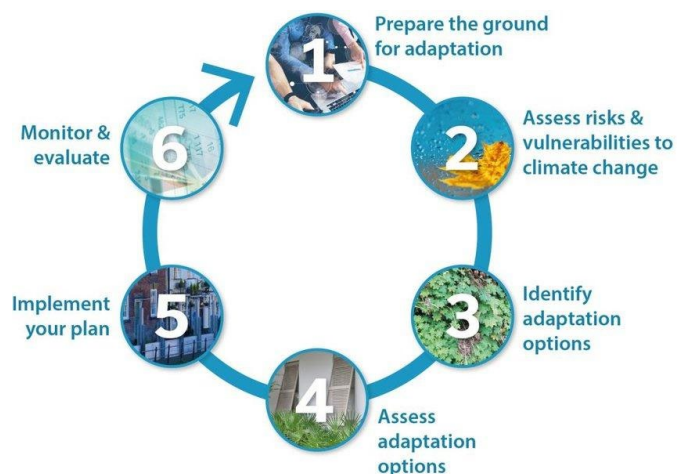 1
Prepare the ground
for adaptation
2
Assess risks &
vulnerabilities to
climate change
3
Identify
adaptation
options
4
Assess
adaptation
options
5
Implement
your plan
6
Monitor &
evaluate